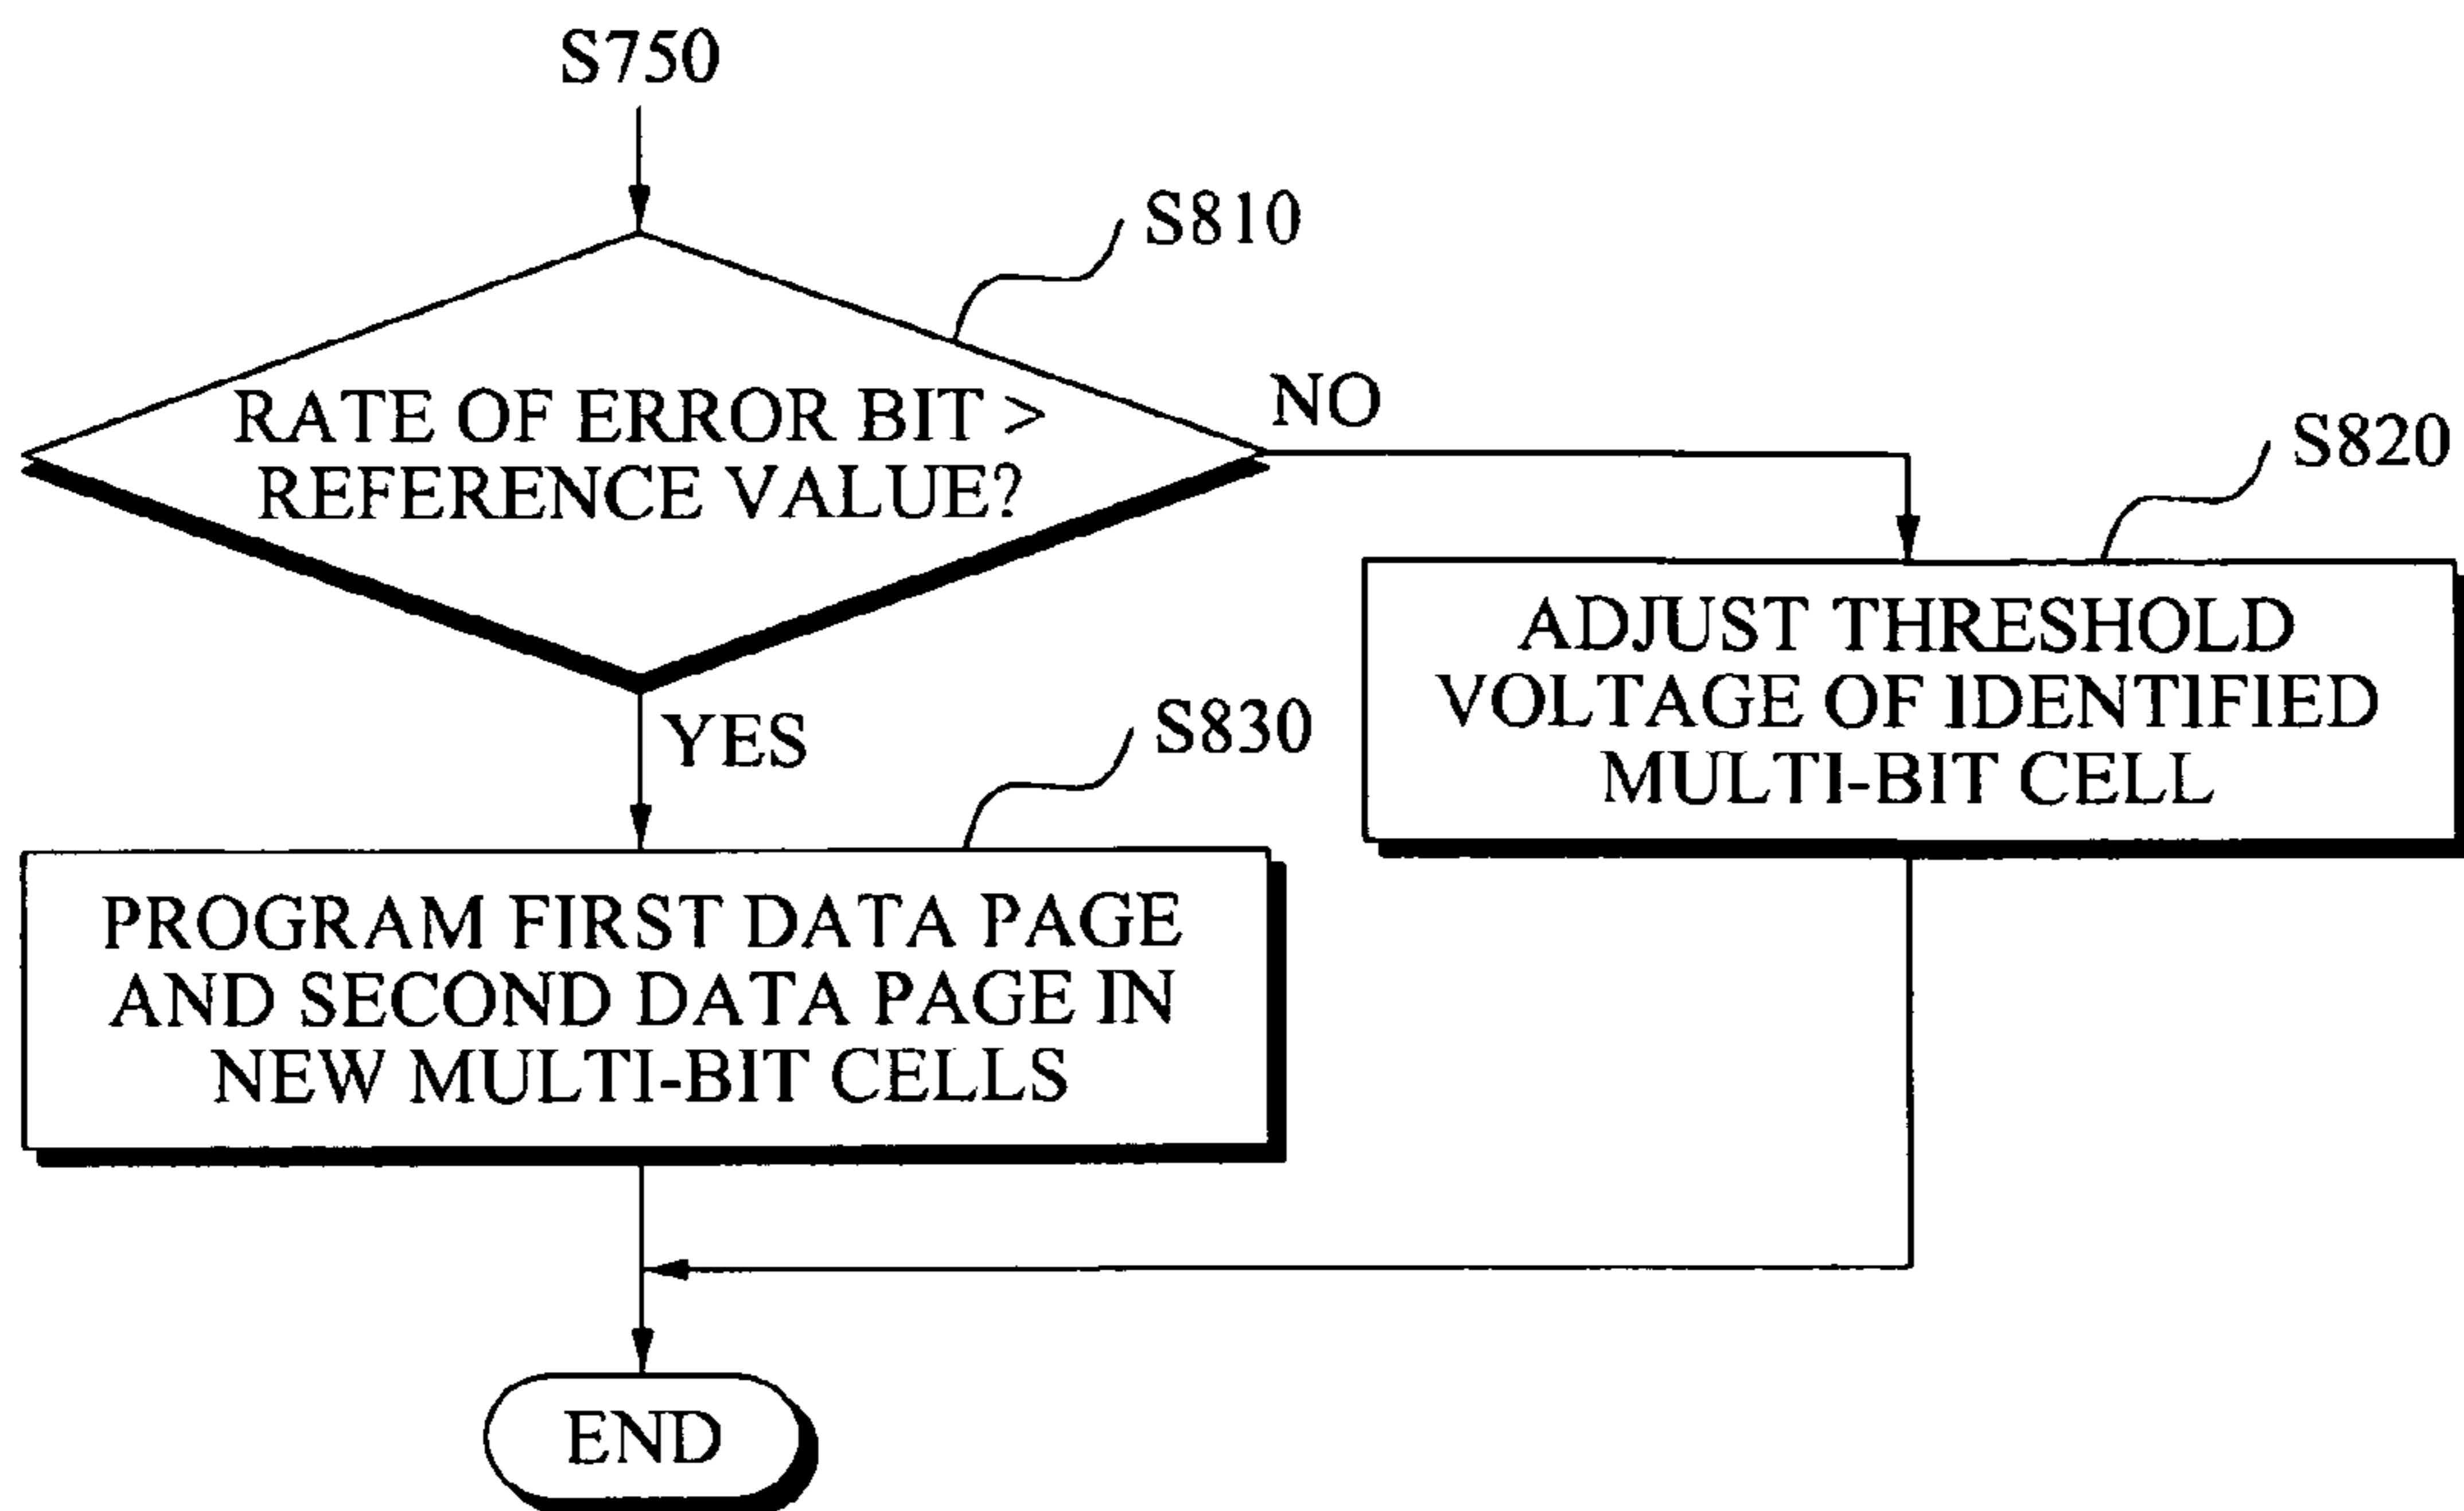 S750
S810
RATE OF ERROR BIT >
REFERENCE VALUE?
NO
S820
ADJUST THRESHOLD
VOLTAGE OF IDENTIFIED
MULTI-BIT CELL
YES
S830
PROGRAM FIRST DATA PAGE
AND SECOND DATA PAGE IN
NEW MULTI-BIT CELLS
END